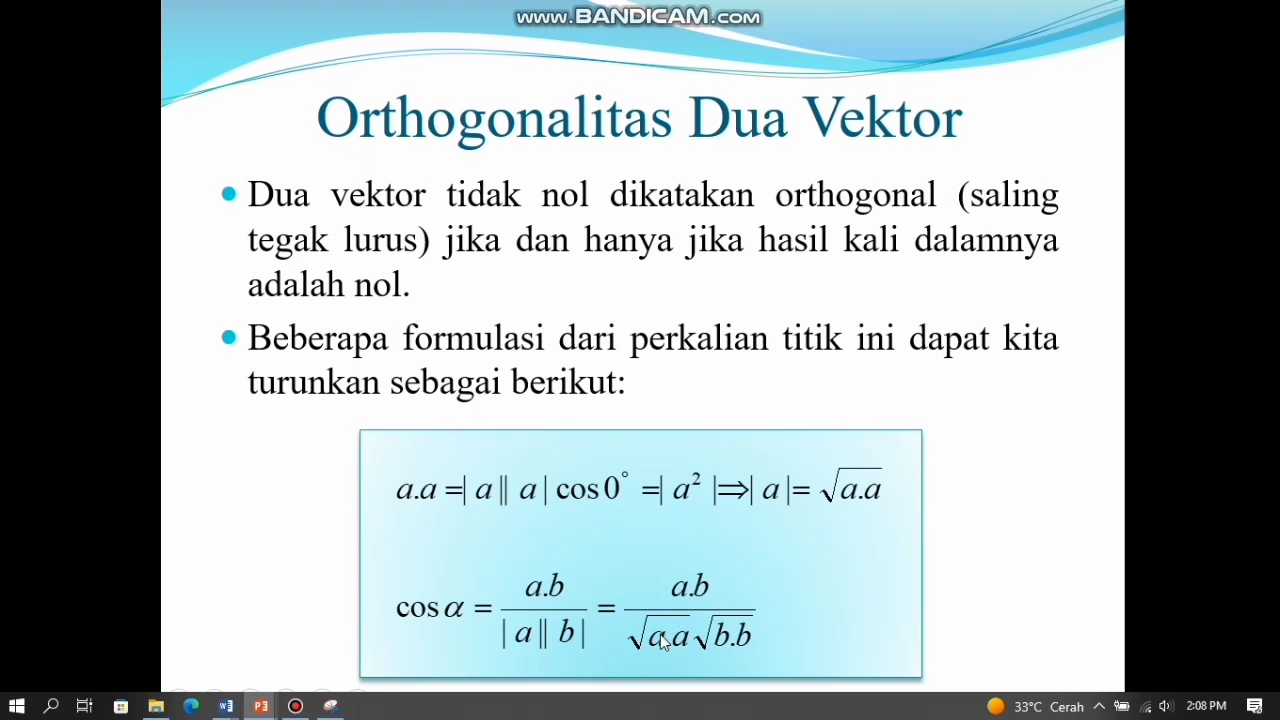 www.BANDICAM.com
Orthogonalitas Dua Vektor
• Dua vektor tidak nol dikatakan orthogonal (saling
tegak lurus) jika dan hanya jika hasil kali dalamnya
adalah nol.
• Beberapa formulasi dari perkalian titik ini dapat kita
turunkan sebagai berikut:
a.a =| a || a | cos 0° =| a² |⇒| a |= √a.a
cos α = a.b / | a || b | = a.b / √a.a √b.b
33°C Cerah 2:08 PM